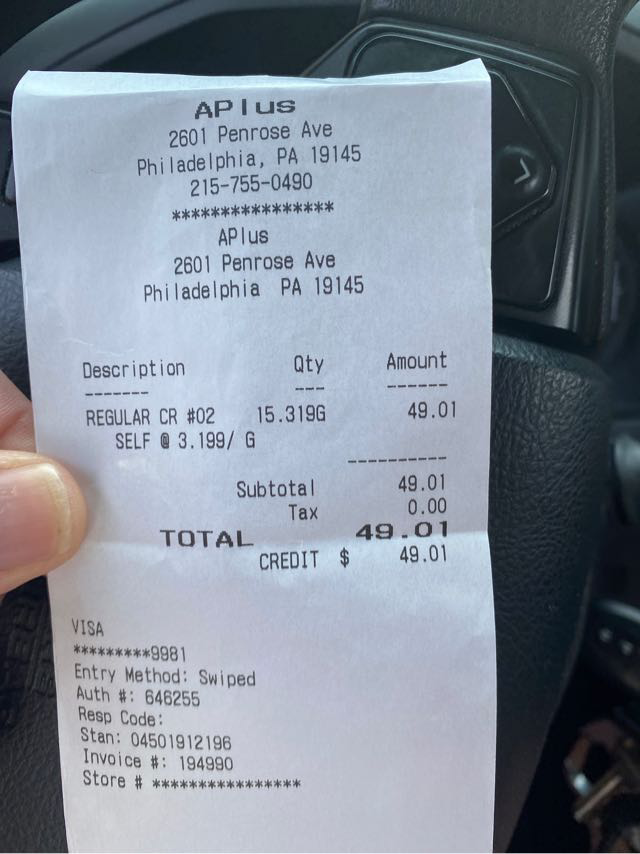 APlus
2601 Penrose Ave
Philadelphia, PA 19145
215-755-0490
****************
APlus
2601 Penrose Ave
Philadelphia PA 19145
Description Qty Amount
------- --- ------
REGULAR CR #02 15.319G 49.01
SELF @ 3.199/ G
----------
Subtotal 49.01
Tax 0.00
TOTAL 49.01
CREDIT $ 49.01
VISA
*********9981
Entry Method: Swiped
Auth #: 646255
Resp Code:
Stan: 04501912196
Invoice #: 194990
Store # ****************